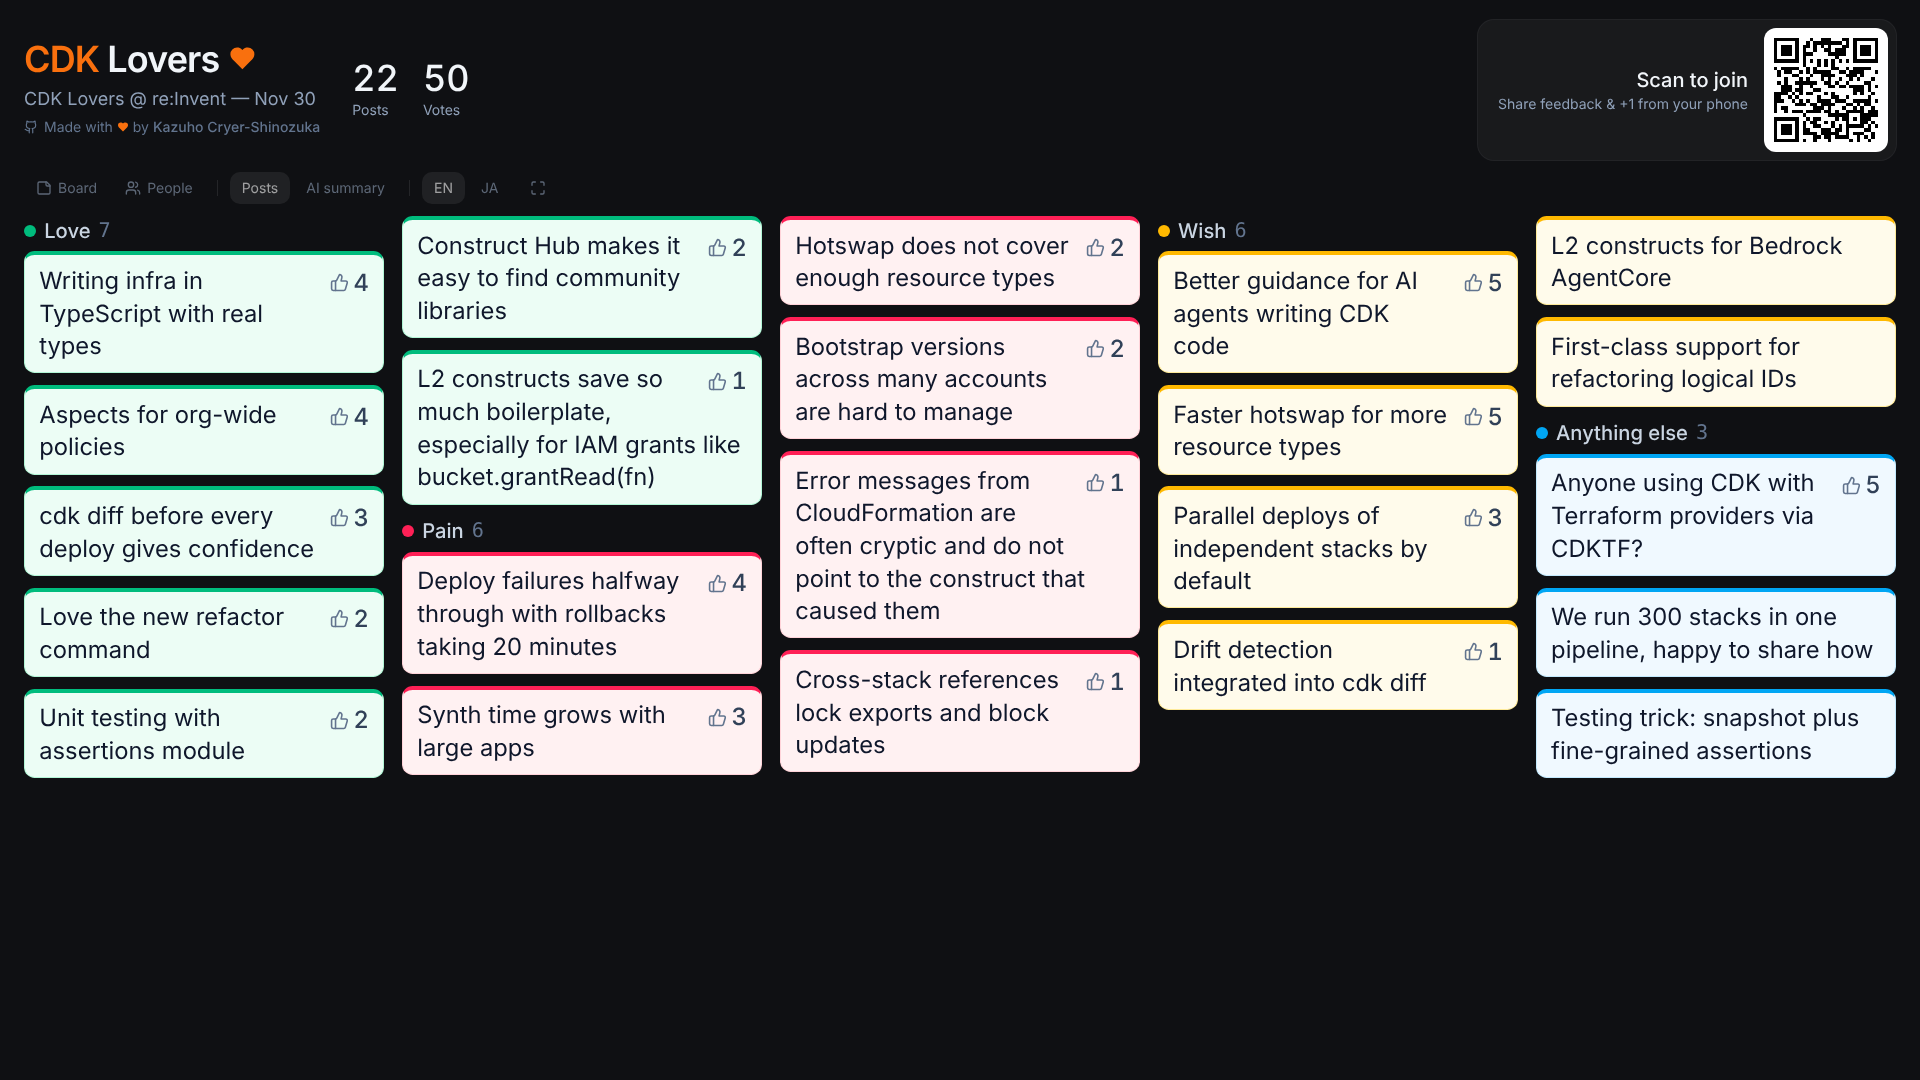 CDK Lovers
CDK Lovers @ re:Invent — Nov 30
Made with by Kazuho Cryer-Shinozuka
22
Posts
50
Votes
Scan to join
Share feedback & +1 from your phone
Board
People
Posts
AI summary
EN
JA
Love 7
Writing infra in
TypeScript with real
types
4
Aspects for org-wide
policies
4
cdk diff before every
deploy gives confidence
3
Love the new refactor
command
2
Unit testing with
assertions module
2
Construct Hub makes it
easy to find community
libraries
2
L2 constructs save so
much boilerplate,
especially for IAM grants like
bucket.grantRead(fn)
1
Pain 6
Deploy failures halfway
through with rollbacks
taking 20 minutes
4
Synth time grows with
large apps
3
Hotswap does not cover
enough resource types
2
Bootstrap versions
across many accounts
are hard to manage
2
Error messages from
CloudFormation are
often cryptic and do not
point to the construct that
caused them
1
Cross-stack references
lock exports and block
updates
1
Wish 6
Better guidance for AI
agents writing CDK
code
5
Faster hotswap for more
resource types
5
Parallel deploys of
independent stacks by
default
3
Drift detection
integrated into cdk diff
1
L2 constructs for Bedrock
AgentCore
First-class support for
refactoring logical IDs
Anything else 3
Anyone using CDK with
Terraform providers via
CDKTF?
5
We run 300 stacks in one
pipeline, happy to share how
Testing trick: snapshot plus
fine-grained assertions